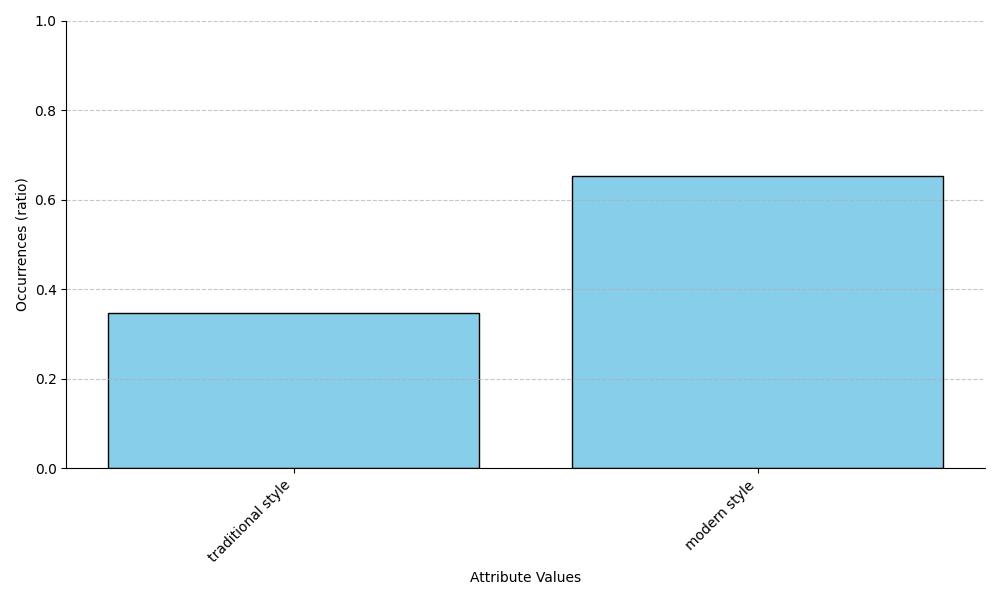 1.0
0.8
0.6
0.4
0.2
0.0
Occurrences (ratio)
traditional style
modern style
Attribute Values